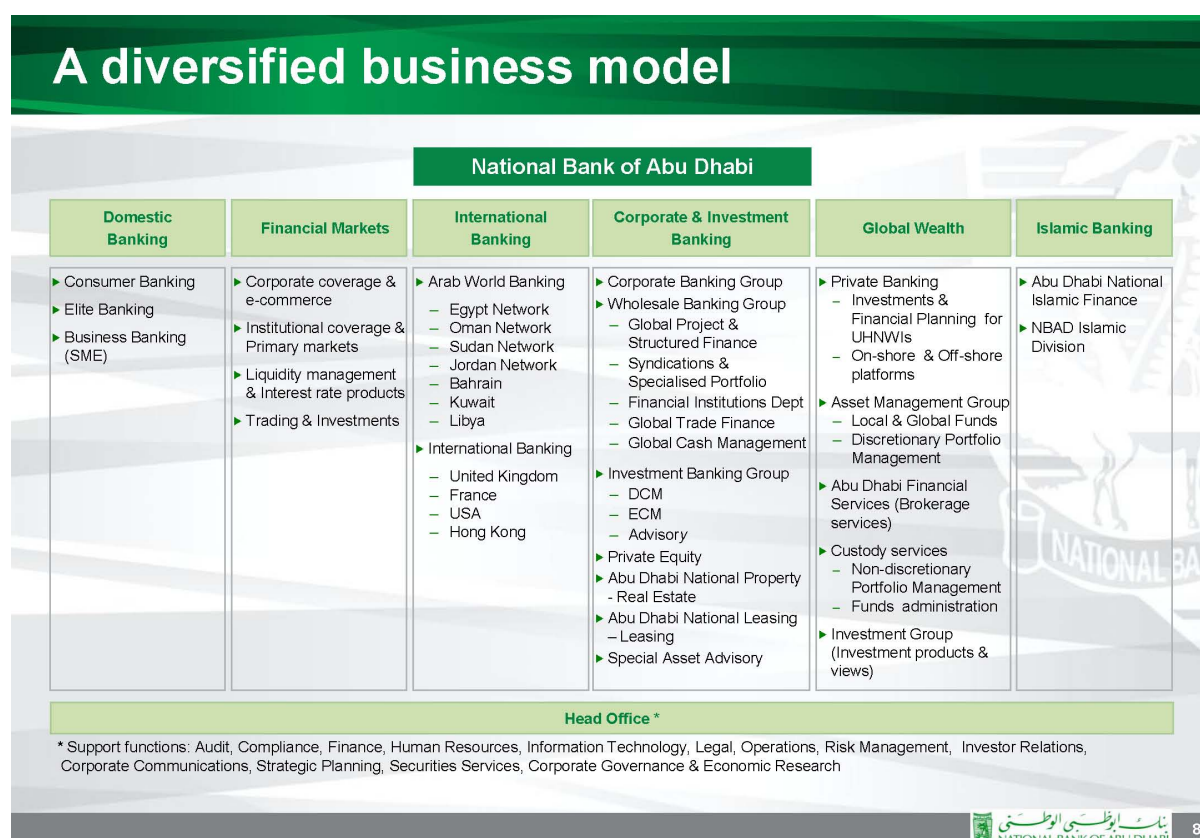 A diversified business model
National Bank of Abu Dhabi
Domestic
Banking
▶ Consumer Banking
▶ Elite Banking
▶ Business Banking
(SME)
Financial Markets
▶ Corporate coverage &
e-commerce
▶ Institutional coverage &
Primary markets
▶ Liquidity management
& Interest rate products
▶ Trading & Investments
International
Banking
▶ Arab World Banking
– Egypt Network
– Oman Network
– Sudan Network
– Jordan Network
– Bahrain
– Kuwait
– Libya
▶ International Banking
– United Kingdom
– France
– USA
– Hong Kong
Corporate & Investment
Banking
▶ Corporate Banking Group
▶ Wholesale Banking Group
– Global Project &
Structured Finance
– Syndications &
Specialised Portfolio
– Financial Institutions Dept
– Global Trade Finance
– Global Cash Management
▶ Investment Banking Group
– DCM
– ECM
– Advisory
▶ Private Equity
▶ Abu Dhabi National Property
- Real Estate
▶ Abu Dhabi National Leasing
– Leasing
▶ Special Asset Advisory
Global Wealth
▶ Private Banking
– Investments &
Financial Planning for
UHNWIs
– On-shore & Off-shore
platforms
▶ Asset Management Group
– Local & Global Funds
– Discretionary Portfolio
Management
▶ Abu Dhabi Financial
Services (Brokerage
services)
▶ Custody services
– Non-discretionary
Portfolio Management
– Funds administration
▶ Investment Group
(Investment products &
views)
Islamic Banking
▶ Abu Dhabi National
Islamic Finance
▶ NBAD Islamic
Division
NATIONAL BA
Head Office *
* Support functions: Audit, Compliance, Finance, Human Resources, Information Technology, Legal, Operations, Risk Management, Investor Relations,
Corporate Communications, Strategic Planning, Securities Services, Corporate Governance & Economic Research
بنك أبوظبي الوطني
NATIONAL BANK OF ABU DHABI
8